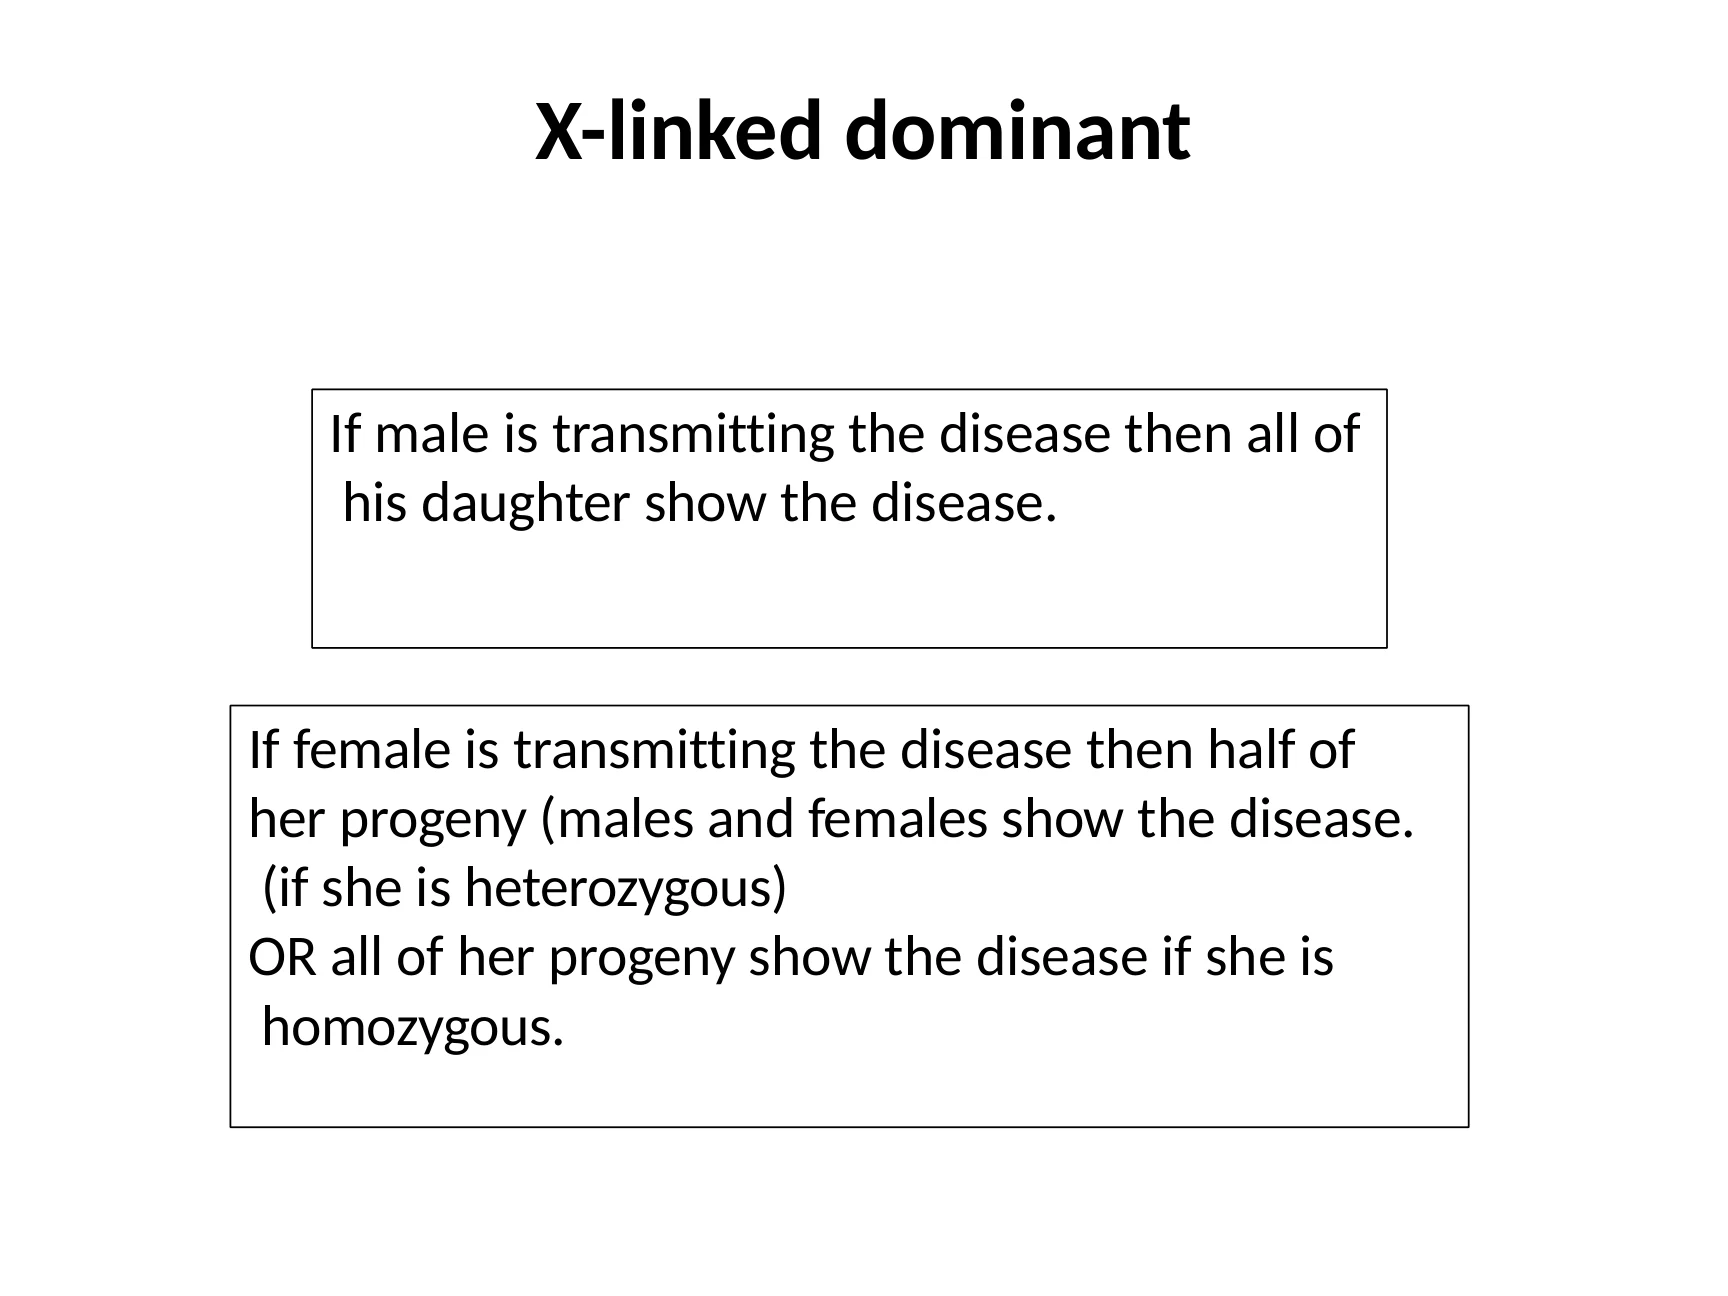 X-linked dominant
If male is transmitting the disease then all of
his daughter show the disease.
If female is transmitting the disease then half of
her progeny (males and females show the disease.
(if she is heterozygous)
OR all of her progeny show the disease if she is
homozygous.